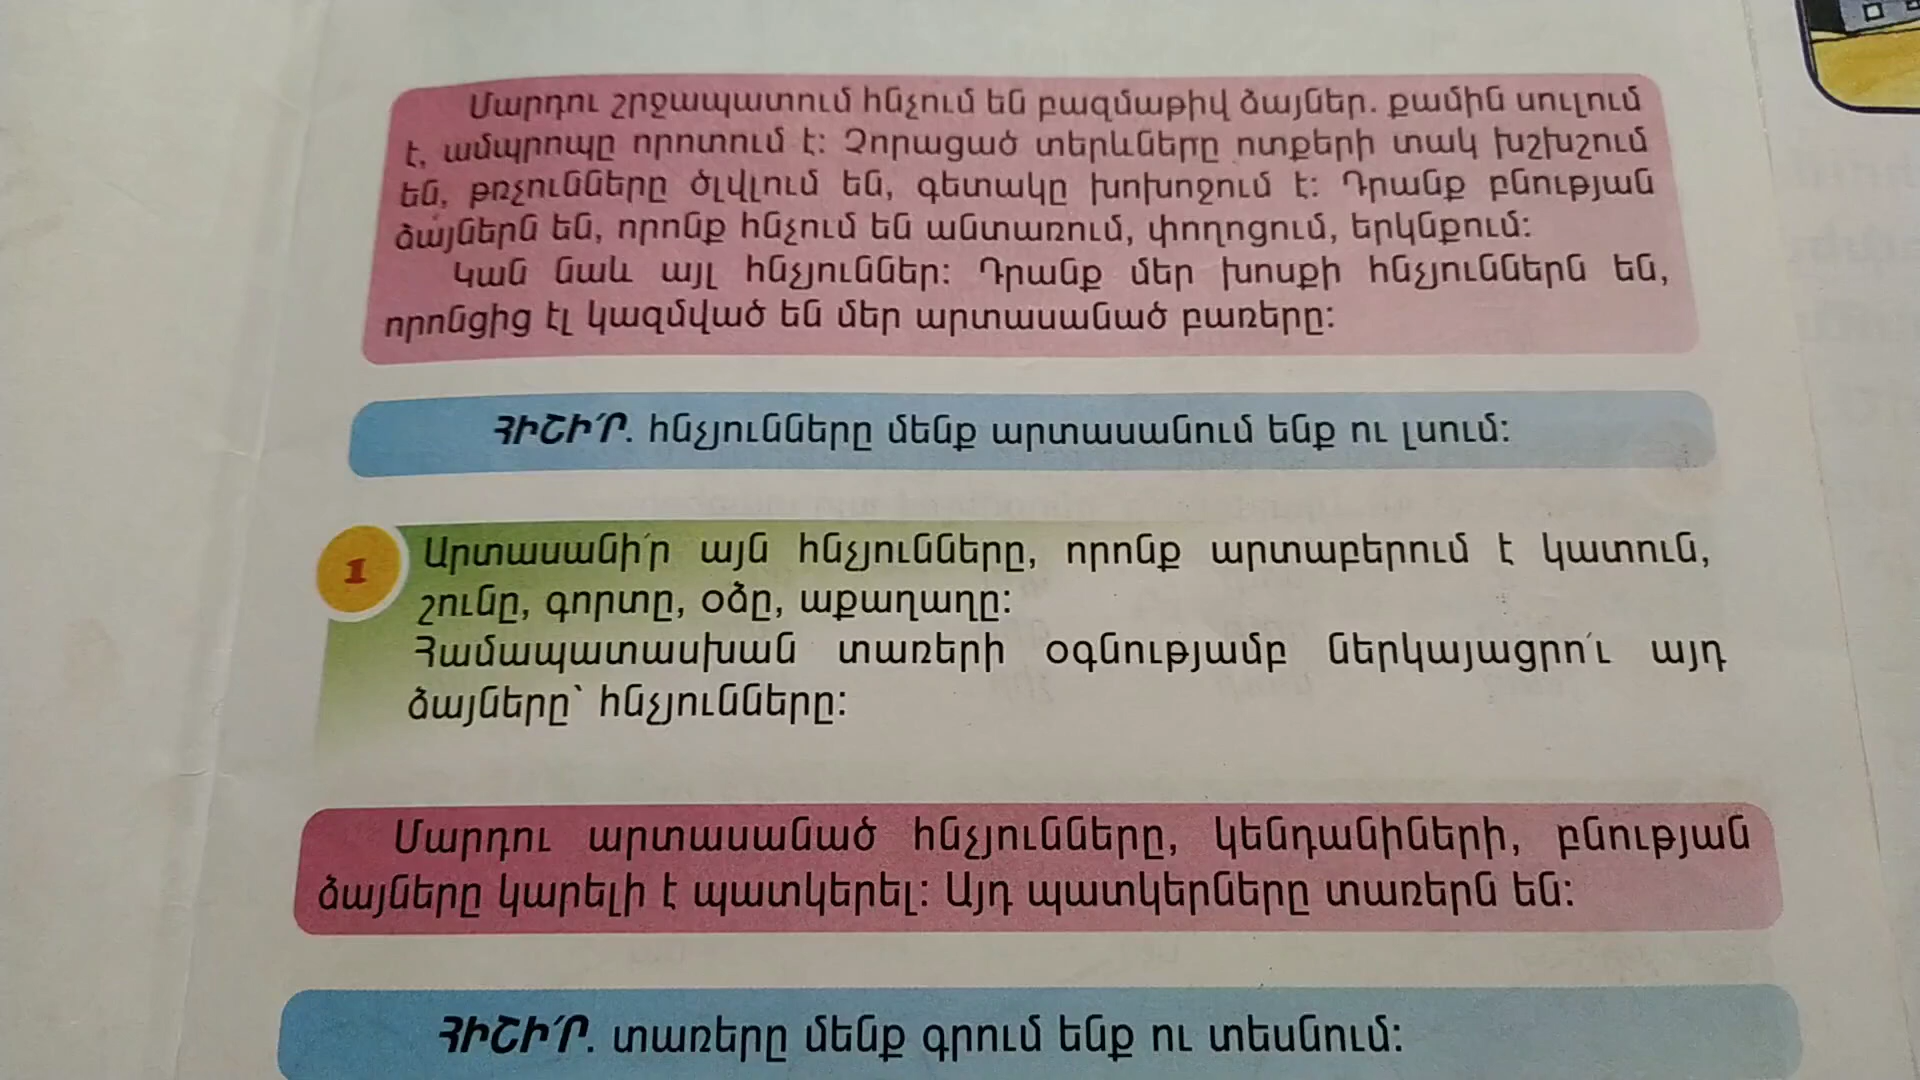 Մարդու շրջապատում հնչում են բազմաթիվ ձայներ. քամին սուլում
է, ամպրոպը որոտում է: Չորացած տերևները ոտքերի տակ խշխշում
են, թռչունները ծլվլում են, գետակը խոխոջում է: Դրանք բնության
ձայներն են, որոնք հնչում են անտառում, փողոցում, երկնքում:
Կան նաև այլ հնչյուններ: Դրանք մեր խոսքի հնչյուններն են,
որոնցից էլ կազմված են մեր արտասանած բառերը:
ՀԻՇԻ՛Ր. հնչյունները մենք արտասանում ենք ու լսում:
1
Արտասանի՛ր այն հնչյունները, որոնք արտաբերում է կատուն,
շունը, գորտը, օձը, աքաղաղը:
Համապատասխան տառերի օգնությամբ ներկայացրո՛ւ այդ
ձայները՝ հնչյունները:
Մարդու արտասանած հնչյունները, կենդանիների, բնության
ձայները կարելի է պատկերել: Այդ պատկերները տառերն են:
ՀԻՇԻ՛Ր. տառերը մենք գրում ենք ու տեսնում: